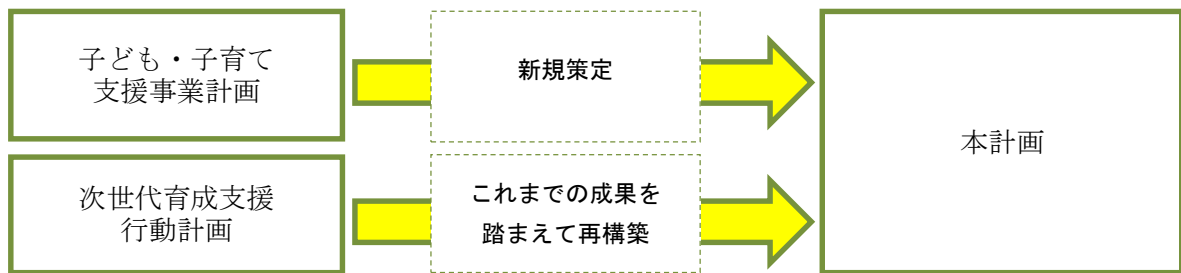 子ども・子育て
支援事業計画
新規策定
次世代育成支援
行動計画
これまでの成果を
踏まえて再構築
本計画